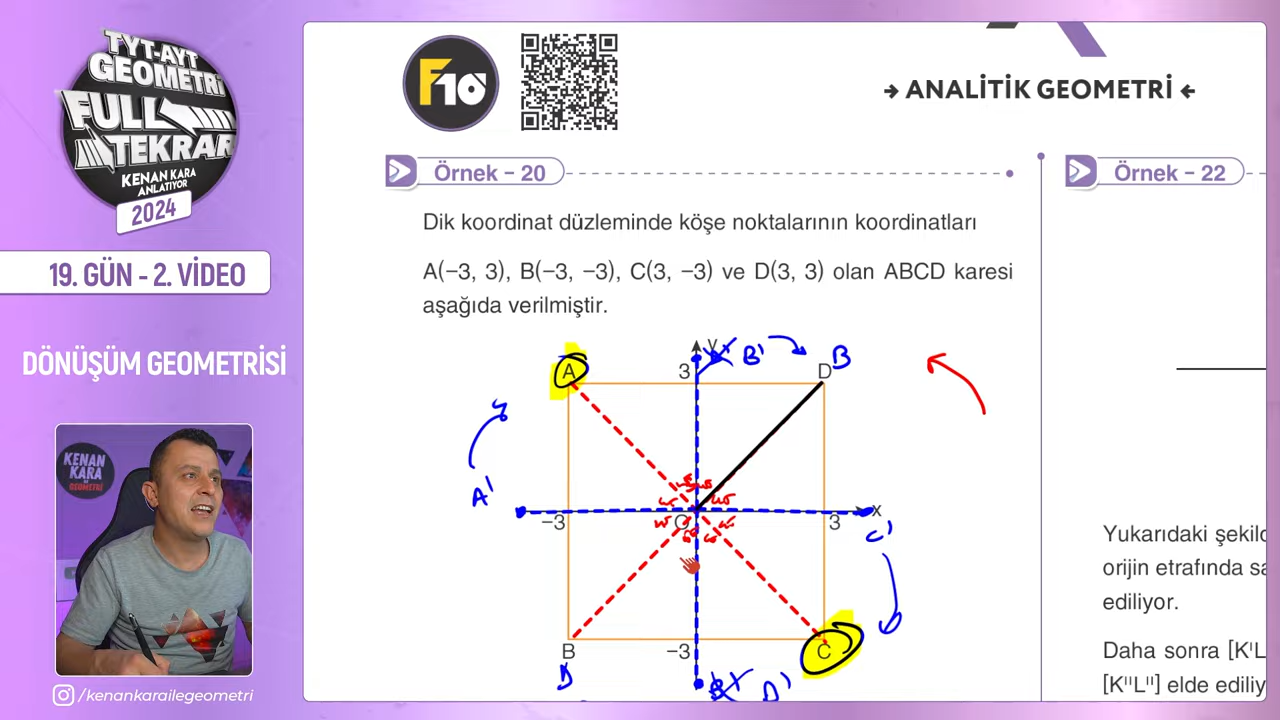 TYT-AYT
GEOMETRİ
FULL
TEKRAR
KENAN KARA
ANLATIYOR
2024
19. GÜN - 2. VİDEO
DÖNÜŞÜM GEOMETRİSİ
KENAN
KARA
GEOMETRİ
/kenankarailegeometri
F10
→ ANALİTİK GEOMETRİ ←
Örnek – 20
Dik koordinat düzleminde köşe noktalarının koordinatları
A(–3, 3), B(–3, –3), C(3, –3) ve D(3, 3) olan ABCD karesi
aşağıda verilmiştir.
A
3
y
B'
D
B
A'
–3
O
3
x
C'
B
D
–3
D'
C
Örnek – 22
Yukarıdaki şekild
orijin etrafında sa
ediliyor.
Daha sonra [K'L
[K''L''] elde ediliy